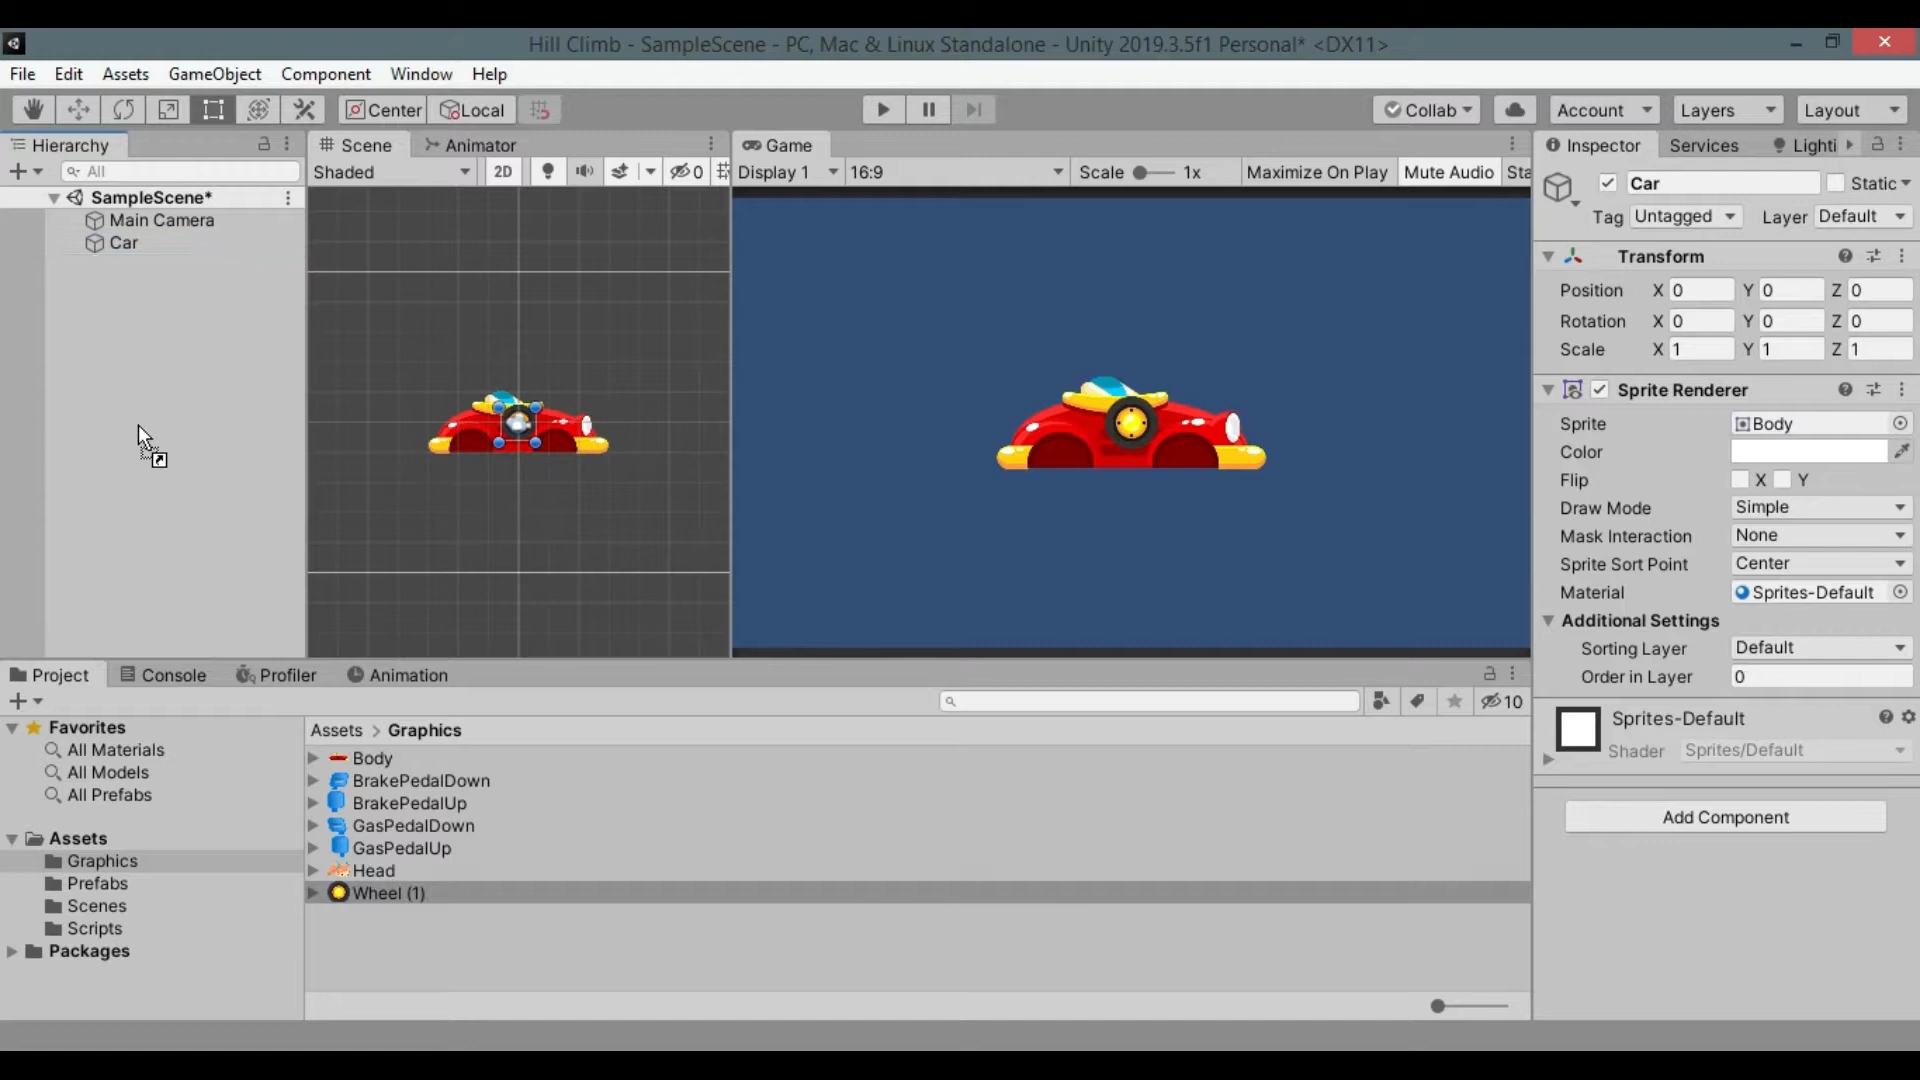 Hill Climb - SampleScene - PC, Mac & Linux Standalone - Unity 2019.3.5f1 Personal* <DX11>
File Edit Assets GameObject Component Window Help
Center Local Collab Account Layers Layout
Hierarchy Scene Animator Game Inspector Services Lighti
All Shaded 2D 0 Display 1 16:9 Scale 1x Maximize On Play Mute Audio Sta
Car Static
SampleScene*
Main Camera
Car
Tag Untagged Layer Default
Transform
Position X 0 Y 0 Z 0
Rotation X 0 Y 0 Z 0
Scale X 1 Y 1 Z 1
Sprite Renderer
Sprite Body
Color
Flip X Y
Draw Mode Simple
Mask Interaction None
Sprite Sort Point Center
Material Sprites-Default
Additional Settings
Sorting Layer Default
Order in Layer 0
Sprites-Default
Shader Sprites/Default
Add Component
Project Console Profiler Animation
10
Favorites
All Materials
All Models
All Prefabs
Assets
Graphics
Prefabs
Scenes
Scripts
Packages
Assets > Graphics
Body
BrakePedalDown
BrakePedalUp
GasPedalDown
GasPedalUp
Head
Wheel (1)